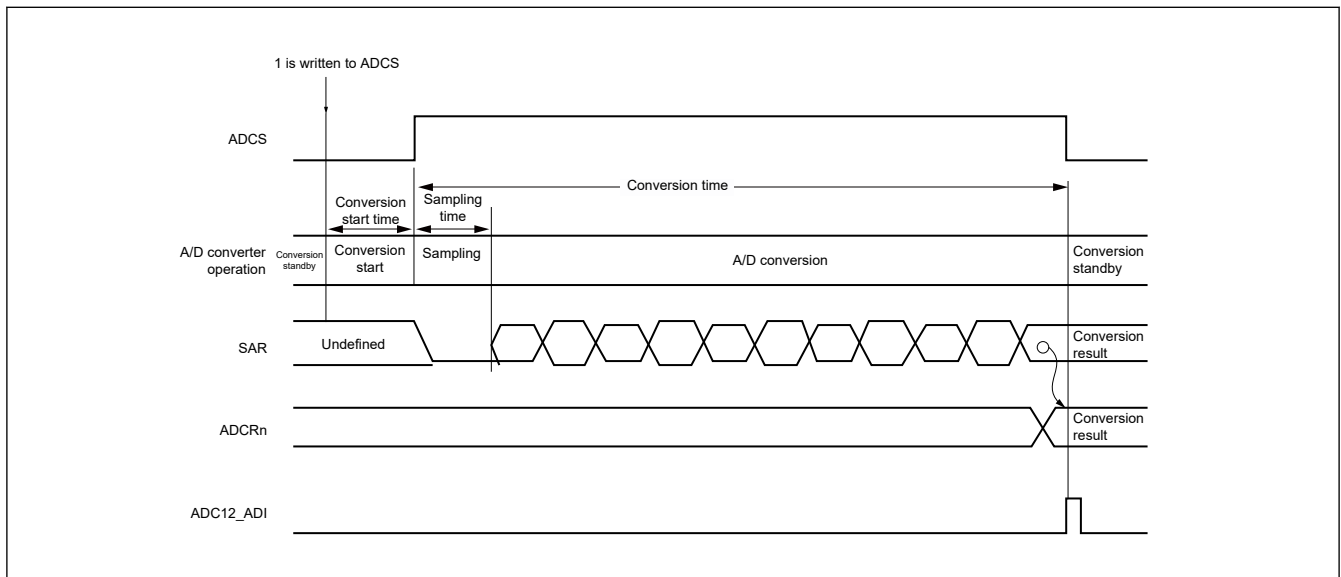 1 is written to ADCS
ADCS
Conversion time
Conversion
start time
Sampling
time
A/D converter
operation
Conversion
standby
Conversion
start
Sampling
A/D conversion
Conversion
standby
SAR
Undefined
Conversion
result
ADCRn
Conversion
result
ADC12_ADI